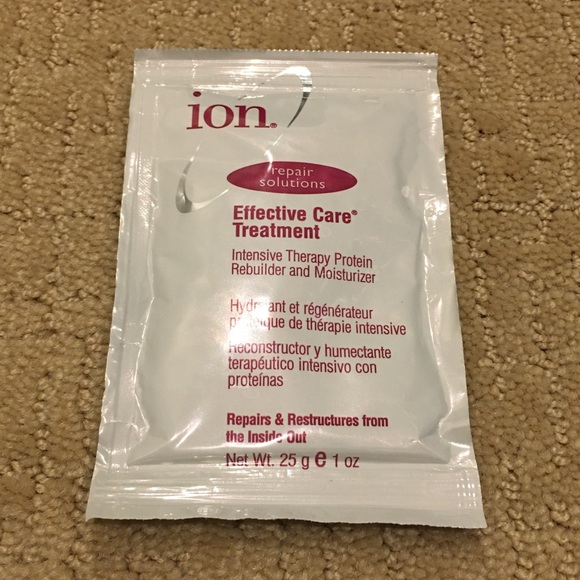 ion®
repair
solutions
Effective Care®
Treatment
Intensive Therapy Protein
Rebuilder and Moisturizer
et régénérateur
de thérapie intensive
Reconstructor y humectante
terapéutico intensivo con
proteínas
Repairs & Restructures from
the Inside Out
Net Wt. 25 g e 1 oz